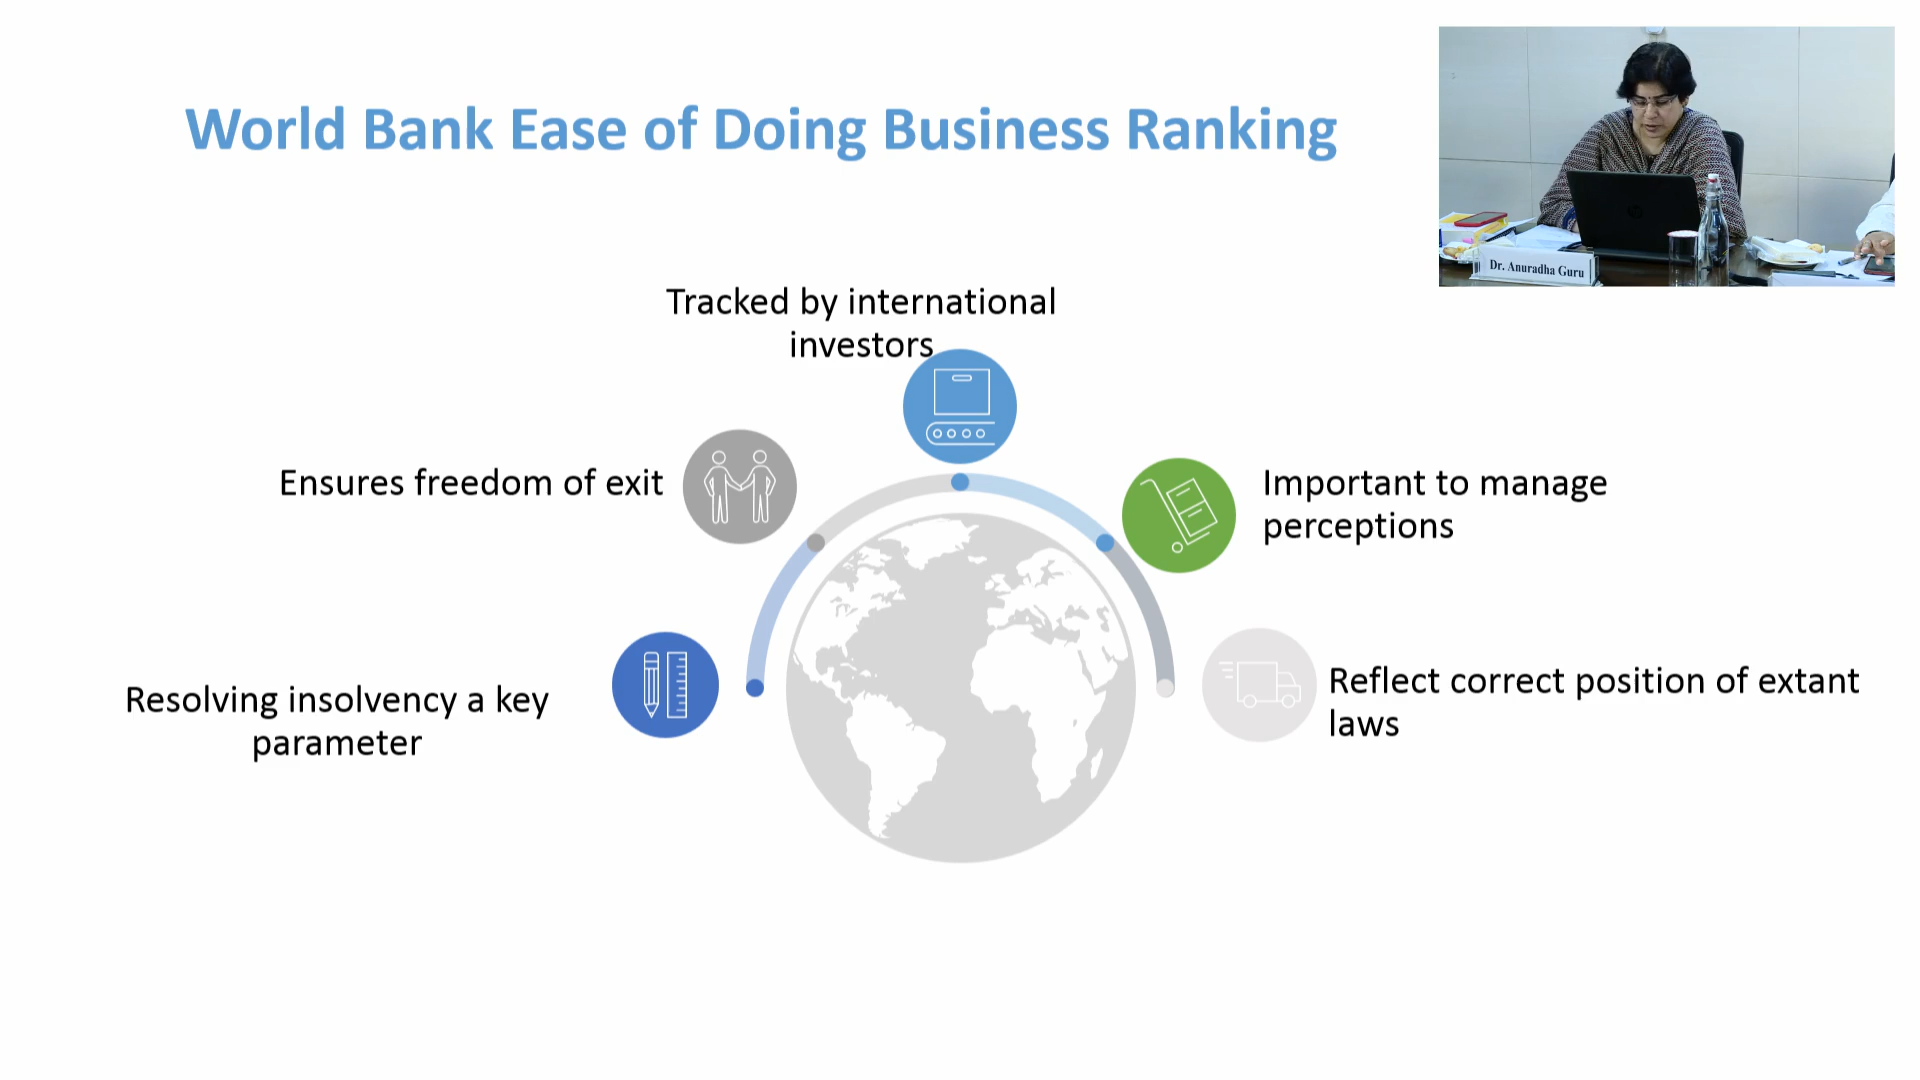 World Bank Ease of Doing Business Ranking
Dr. Anuradha Guru
Tracked by international
investors
Ensures freedom of exit
Important to manage
perceptions
Resolving insolvency a key
parameter
Reflect correct position of extant
laws